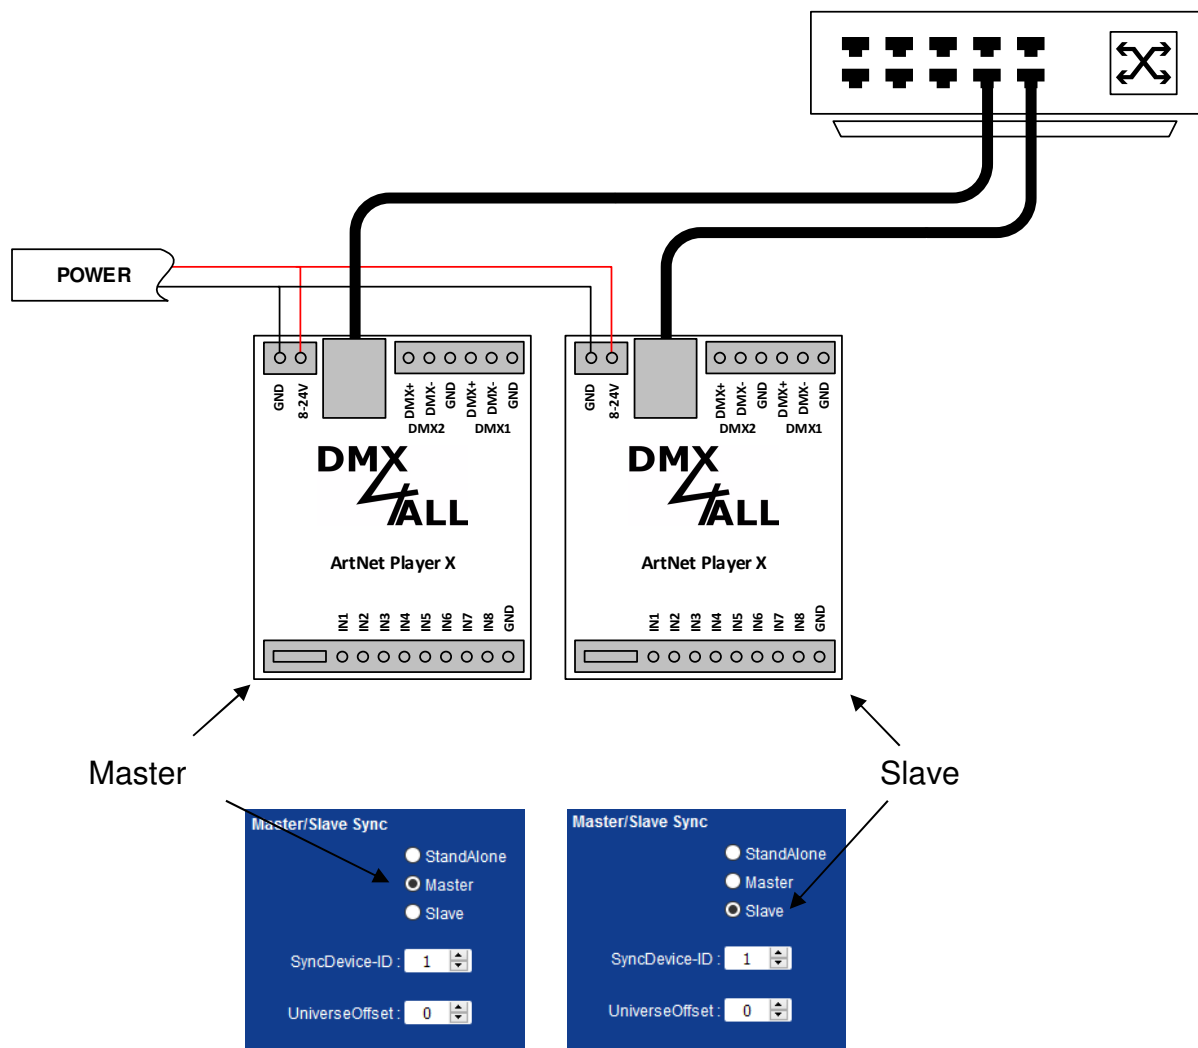 POWER
GND
8-24V
DMX+
DMX-
GND
DMX+
DMX-
GND
DMX2
DMX1
DMX
4ALL
ArtNet Player X
IN1
IN2
IN3
IN4
IN5
IN6
IN7
IN8
GND
GND
8-24V
DMX+
DMX-
GND
DMX+
DMX-
GND
DMX2
DMX1
DMX
4ALL
ArtNet Player X
IN1
IN2
IN3
IN4
IN5
IN6
IN7
IN8
GND
Master
Slave
Master/Slave Sync
StandAlone
Master
Slave
SyncDevice-ID : 1
UniverseOffset : 0
Master/Slave Sync
StandAlone
Master
Slave
SyncDevice-ID : 1
UniverseOffset : 0